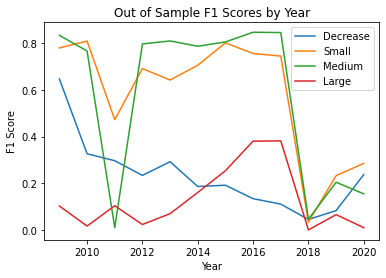 Out of Sample F1 Scores by Year
Decrease
Small
Medium
Large
F1 Score
0.8
0.6
0.4
0.2
0.0
2010
2012
2014
2016
2018
2020
Year